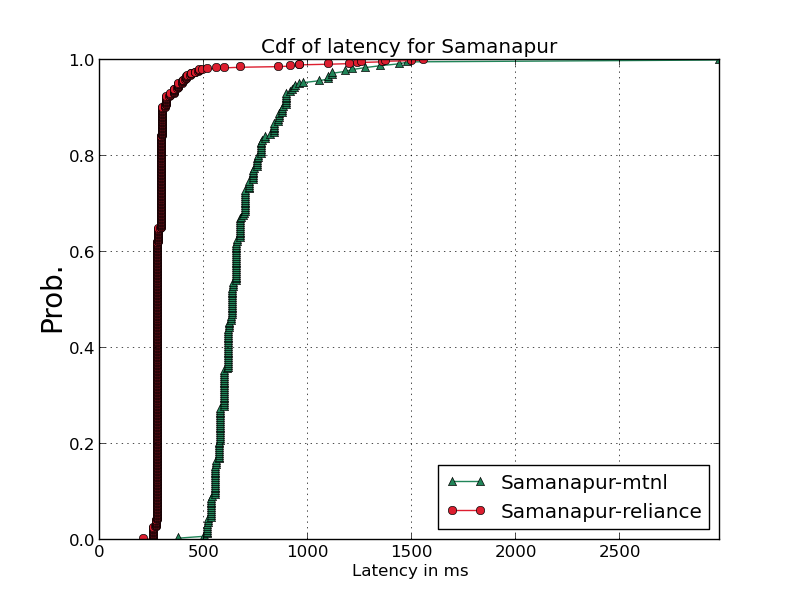 Cdf of latency for Samanapur
1.0
0.8
0.6
0.4
0.2
0.0
Prob.
0 500 1000 1500 2000 2500
Latency in ms
Samanapur-mtnl
Samanapur-reliance